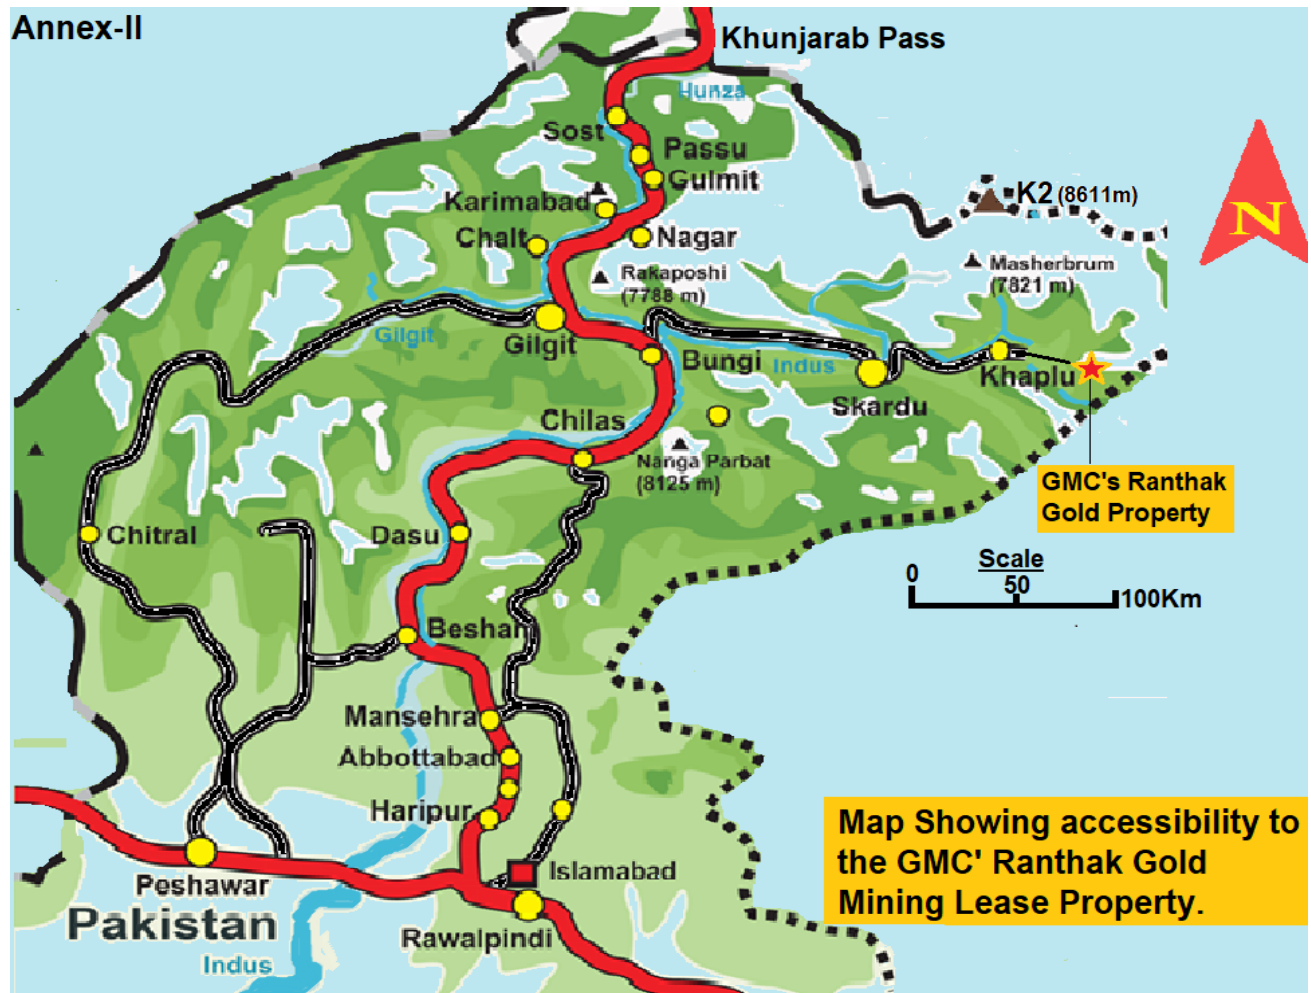 Annex-II
Khunjarab Pass
Hunza
Sost
Passu
Gulmit
K2 (8611m)
Karimabad
N
Chalt
Nagar
Rakaposhi
(7788 m)
Masherbrum
(7821 m)
Gilgit
Gilgit
Bungi
Indus
Khaplu
Skardu
Chilas
Nanga Parbat
(8125 m)
GMC's Ranthak
Gold Property
Chitral
Dasu
Scale
0
50
100Km
Beshah
Mansehra
Abbottabad
Haripur
Map Showing accessibility to
the GMC' Ranthak Gold
Mining Lease Property.
Islamabad
Peshawar
Pakistan
Rawalpindi
Indus